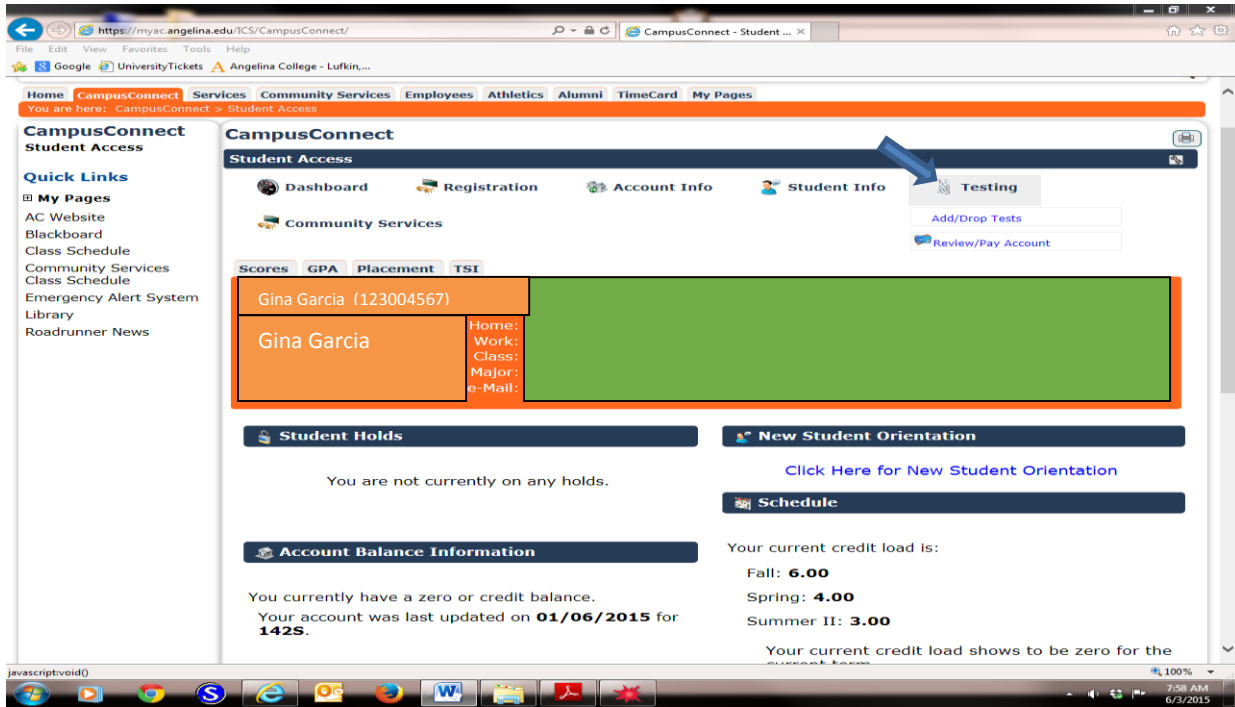 https://myac.angelina.edu/ICS/CampusConnect/
CampusConnect - Student ...
File Edit View Favorites Tools Help
Google UniversityTickets Angelina College - Lufkin,...
Home CampusConnect Services Community Services Employees Athletics Alumni TimeCard My Pages
You are here: CampusConnect > Student Access
CampusConnect
Student Access
Quick Links
My Pages
AC Website
Blackboard
Class Schedule
Community Services
Class Schedule
Emergency Alert System
Library
Roadrunner News
CampusConnect
Student Access
Dashboard Registration Account Info Student Info Testing
Add/Drop Tests
Community Services
Review/Pay Account
Scores GPA Placement TSI
Gina Garcia (123004567)
Gina Garcia
Home:
Work:
Class:
Major:
e-Mail:
Student Holds
You are not currently on any holds.
Account Balance Information
You currently have a zero or credit balance.
Your account was last updated on 01/06/2015 for
142S.
New Student Orientation
Click Here for New Student Orientation
Schedule
Your current credit load is:
Fall: 6.00
Spring: 4.00
Summer II: 3.00
Your current credit load shows to be zero for the
current term
javascript:void()
100%
7:58 AM
6/3/2015